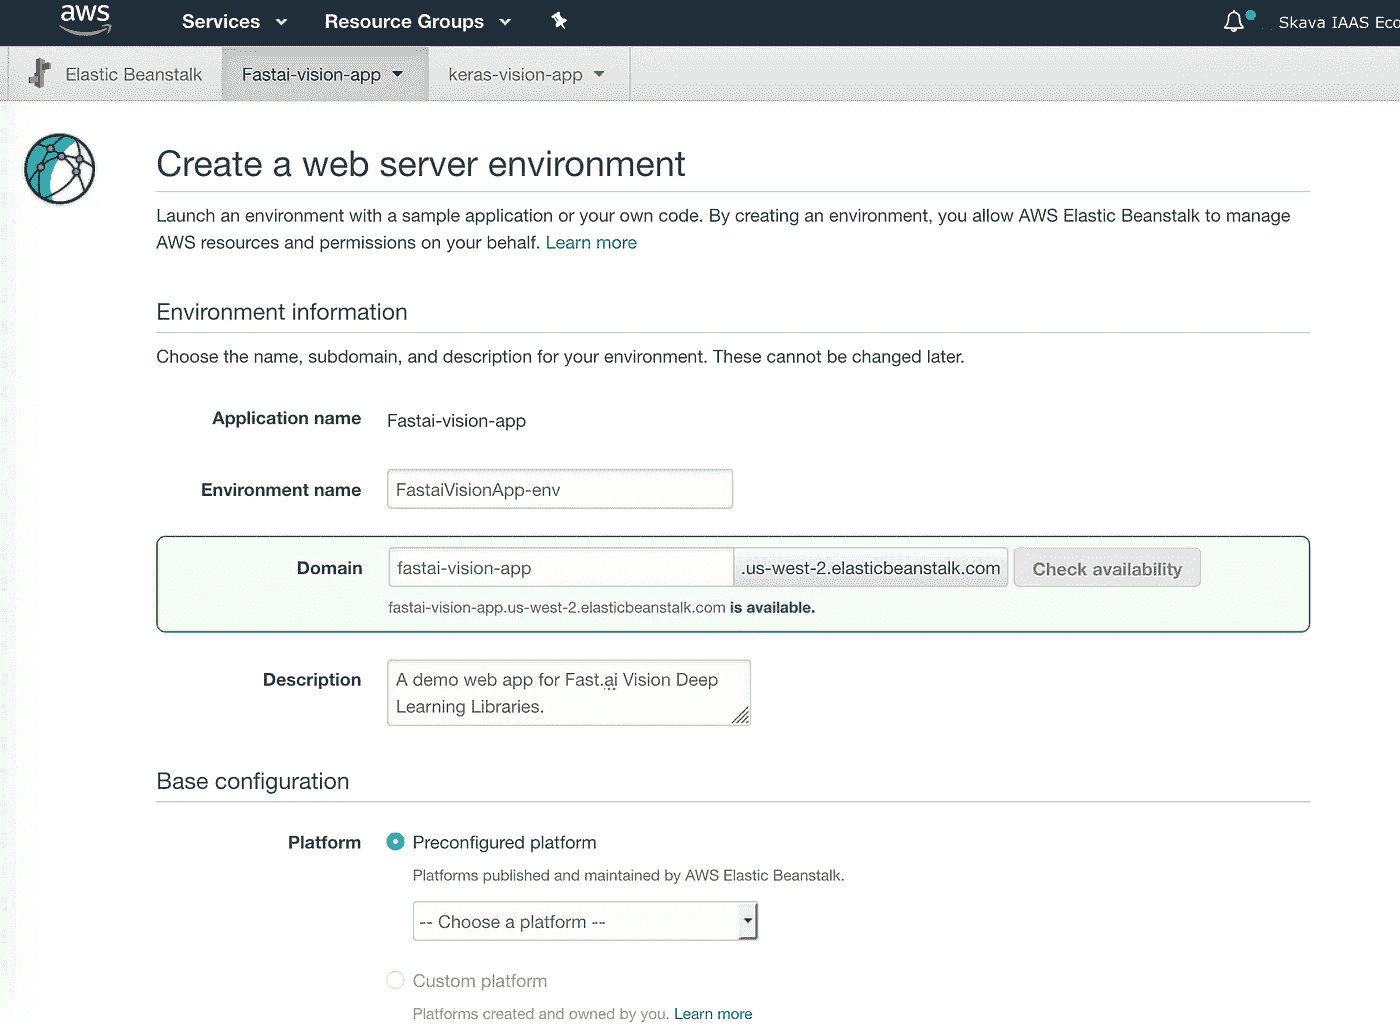 aws Services Resource Groups Skava IAAS Eco
Elastic Beanstalk Fastai-vision-app keras-vision-app
Create a web server environment
Launch an environment with a sample application or your own code. By creating an environment, you allow AWS Elastic Beanstalk to manage
AWS resources and permissions on your behalf. Learn more
Environment information
Choose the name, subdomain, and description for your environment. These cannot be changed later.
Application name Fastai-vision-app
Environment name FastaiVisionApp-env
Domain fastai-vision-app .us-west-2.elasticbeanstalk.com Check availability
fastai-vision-app.us-west-2.elasticbeanstalk.com is available.
Description A demo web app for Fast.ai Vision Deep
Learning Libraries.
Base configuration
Platform Preconfigured platform
Platforms published and maintained by AWS Elastic Beanstalk.
-- Choose a platform --
Custom platform
Platforms created and owned by you. Learn more